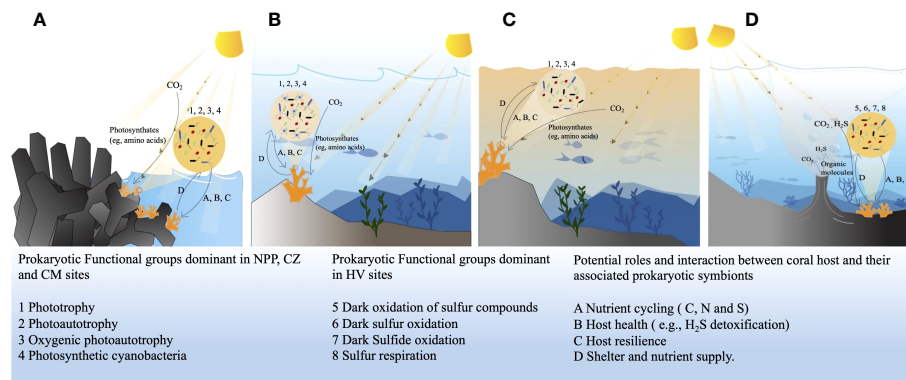 A
B
C
D
CO2
1, 2, 3, 4
Photosynthates
(eg, amino acids)
D
A, B, C
1, 2, 3, 4
CO2
Photosynthates
(eg, amino acids)
D
A, B, C
1, 2, 3, 4
D
CO2
A, B, C
Photosynthates
(eg, amino acids)
5, 6, 7, 8
CO2, H2S
H2S
CO2
Organic
molecules
D
A, B,
Prokaryotic Functional groups dominant in NPP, CZ
and CM sites
1 Phototrophy
2 Photoautotrophy
3 Oxygenic photoautotrophy
4 Photosynthetic cyanobacteria
Prokaryotic Functional groups dominant
in HV sites
5 Dark oxidation of sulfur compounds
6 Dark sulfur oxidation
7 Dark Sulfide oxidation
8 Sulfur respiration
Potential roles and interaction between coral host and their
associated prokaryotic symbionts
A Nutrient cycling ( C, N and S)
B Host health ( e.g., H2S detoxification)
C Host resilience
D Shelter and nutrient supply.